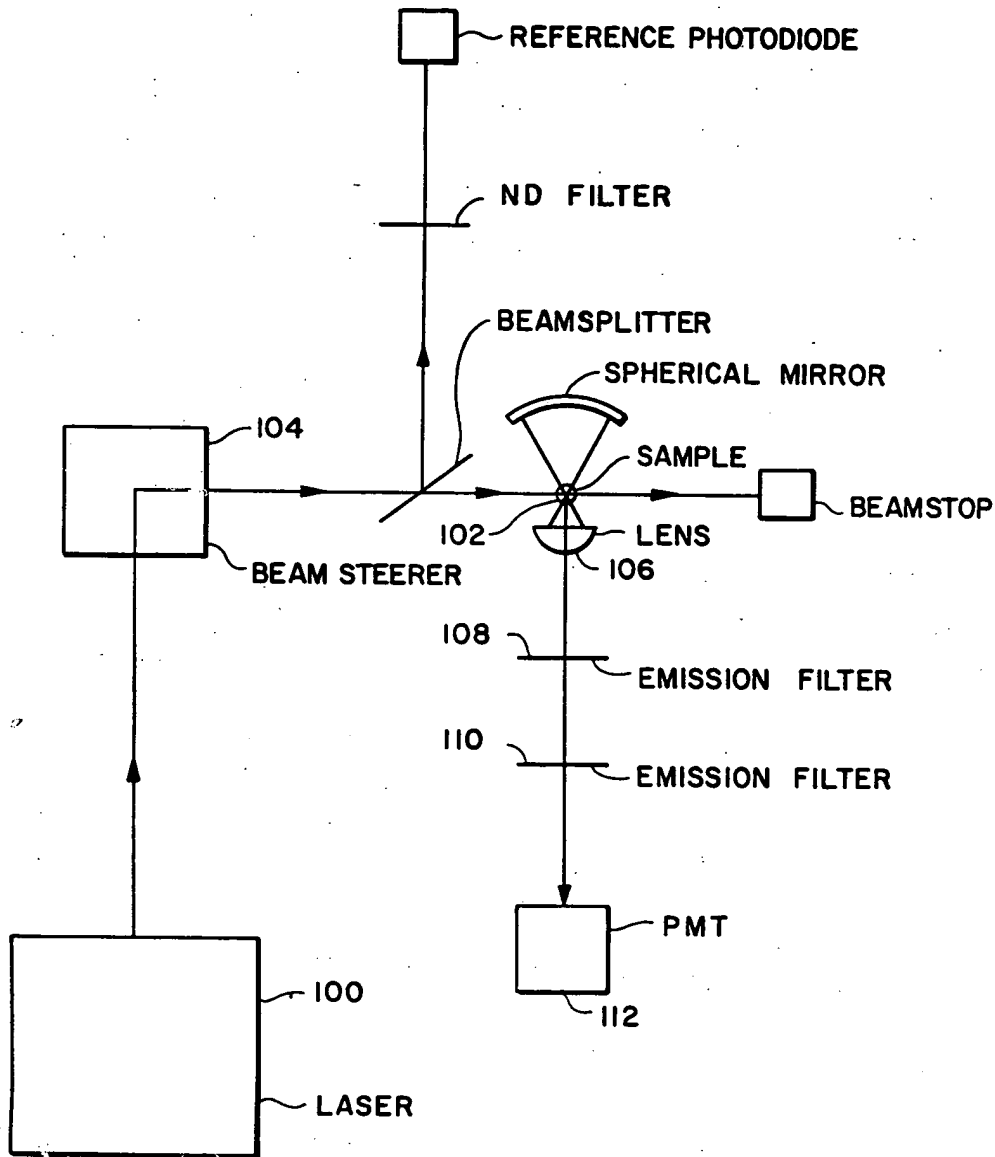 REFERENCE PHOTODIODE
ND FILTER
BEAMSPLITTER
SPHERICAL MIRROR
104
SAMPLE
102
LENS
BEAMSTOP
106
BEAM STEERER
108
EMISSION FILTER
110
EMISSION FILTER
PMT
100
112
LASER